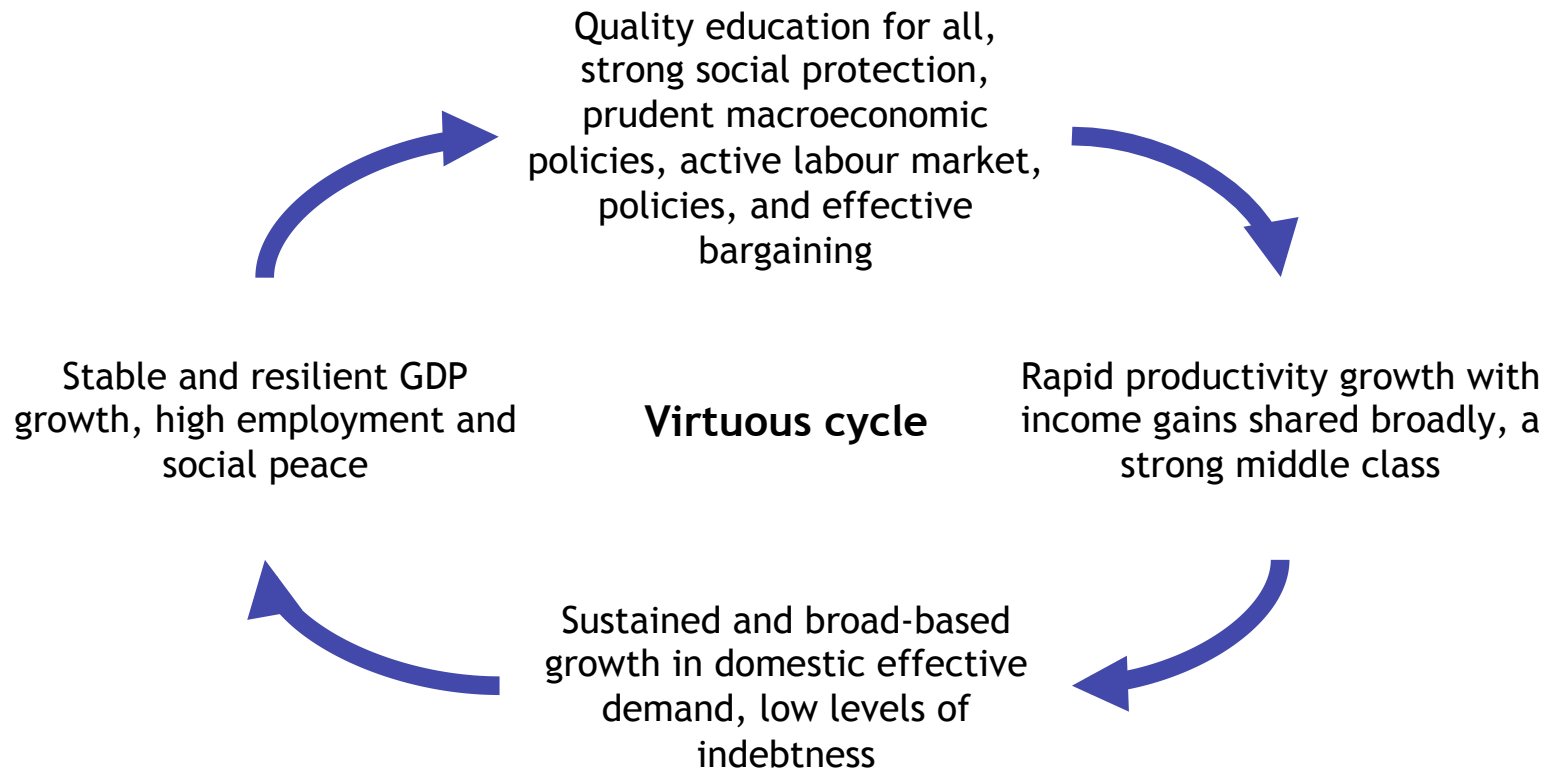 Quality education for all,
strong social protection,
prudent macroeconomic
policies, active labour market,
policies, and effective
bargaining
Stable and resilient GDP
growth, high employment and
social peace
Virtuous cycle
Rapid productivity growth with
income gains shared broadly, a
strong middle class
Sustained and broad-based
growth in domestic effective
demand, low levels of
indebtness